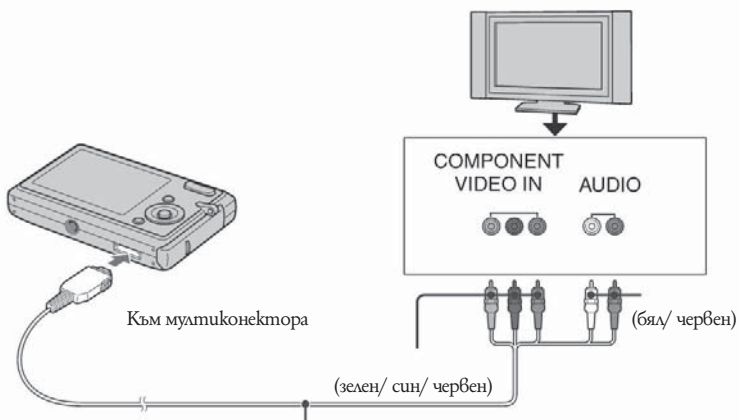 COMPONENT
VIDEO IN
AUDIO
Към мултиконектора
(бял/ червен)
(зелен/ син/ червен)